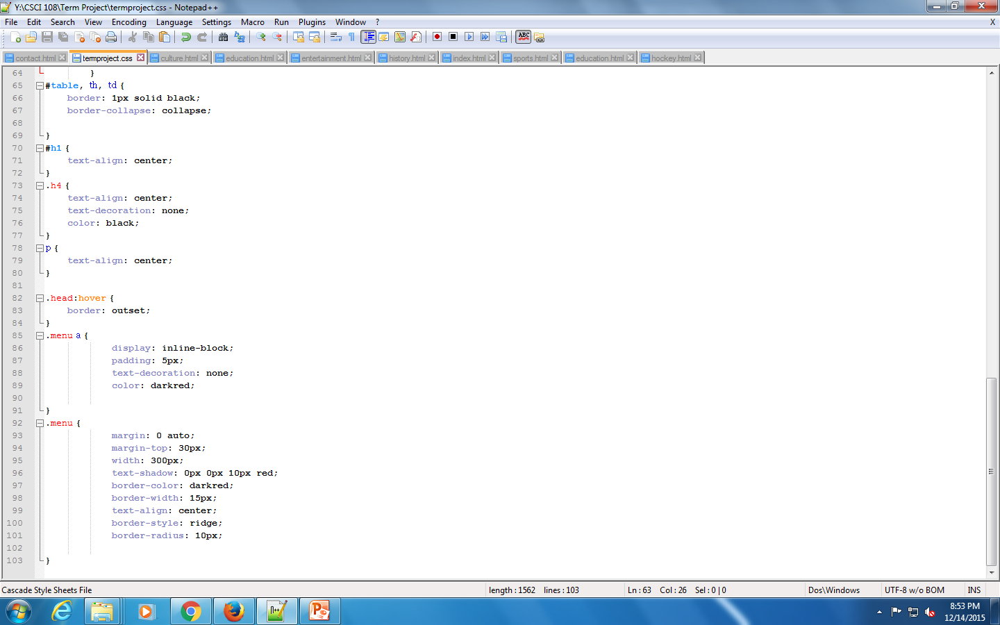 Y:\CSCI 108\Term Project\termproject.css - Notepad++
File Edit Search View Encoding Language Settings Macro Run Plugins Window ? X
ABC
contact.html termproject.css culture.html education.html entertainment.html history.html index.html sports.html education.html hockey.html
64 }
65 #table, th, td {
66 border: 1px solid black;
67 border-collapse: collapse;
68
69 }
70 #h1 {
71 text-align: center;
72 }
73 .h4 {
74 text-align: center;
75 text-decoration: none;
76 color: black;
77 }
78 p {
79 text-align: center;
80 }
81
82 .head:hover {
83 border: outset;
84 }
85 .menu a {
86 display: inline-block;
87 padding: 5px;
88 text-decoration: none;
89 color: darkred;
90
91 }
92 .menu {
93 margin: 0 auto;
94 margin-top: 30px;
95 width: 300px;
96 text-shadow: 0px 0px 10px red;
97 border-color: darkred;
98 border-width: 15px;
99 text-align: center;
100 border-style: ridge;
101 border-radius: 10px;
102
103 }
Cascade Style Sheets File length : 1562 lines : 103 Ln : 63 Col : 26 Sel : 0 | 0 Dos\Windows UTF-8 w/o BOM INS
8:53 PM
12/14/2015